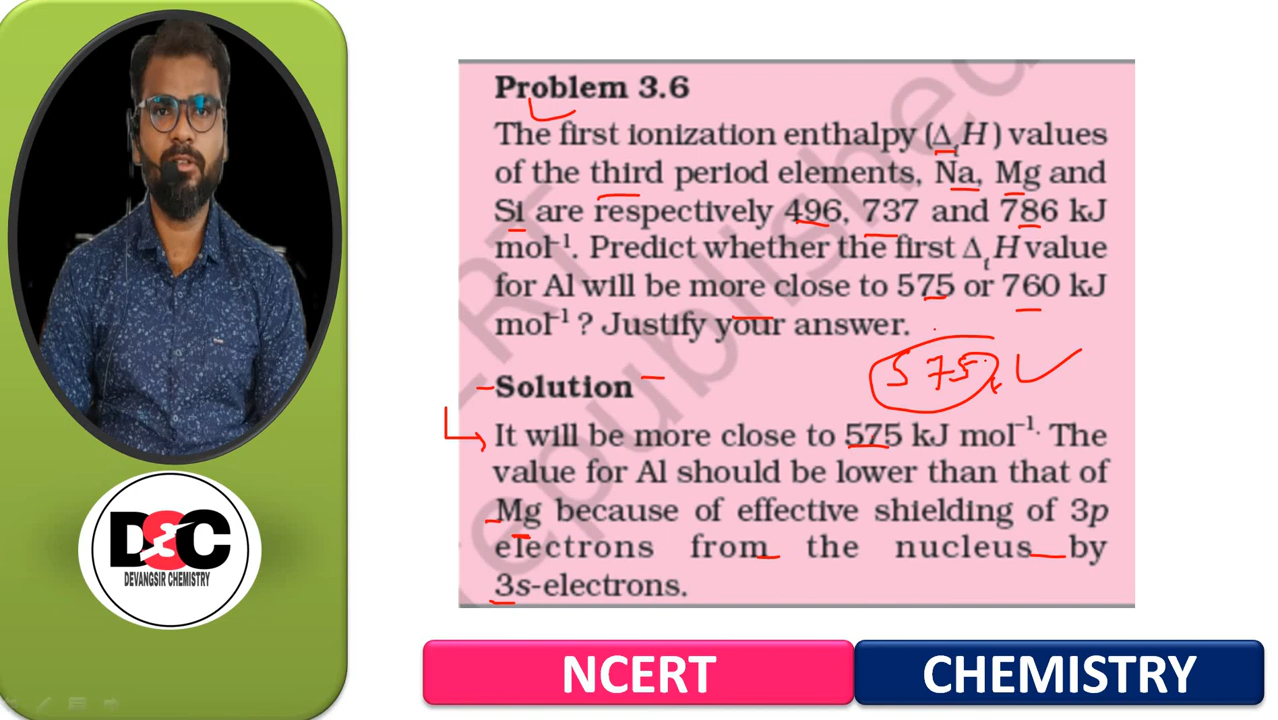 Problem 3.6
The first ionization enthalpy (Δᵢ H) values
of the third period elements, Na, Mg and
Si are respectively 496, 737 and 786 kJ
mol⁻¹. Predict whether the first Δᵢ H value
for Al will be more close to 575 or 760 kJ
mol⁻¹ ? Justify your answer.
575
Solution
It will be more close to 575 kJ mol⁻¹. The
value for Al should be lower than that of
Mg because of effective shielding of 3p
electrons from the nucleus by
3s-electrons.
D&C
DEVANGSIR CHEMISTRY
NCERT
CHEMISTRY